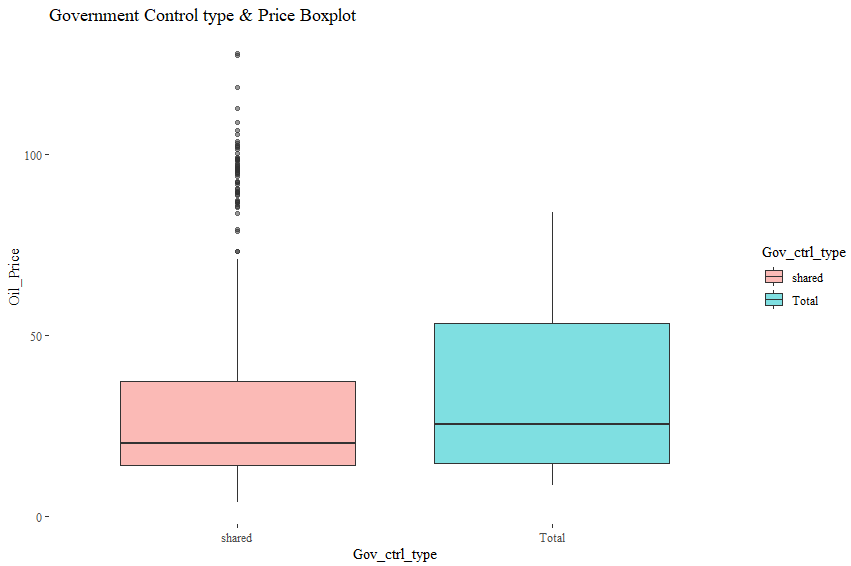 Government Control type & Price Boxplot
100
50
0
Oil_Price
shared
Total
Gov_ctrl_type
Gov_ctrl_type
shared
Total